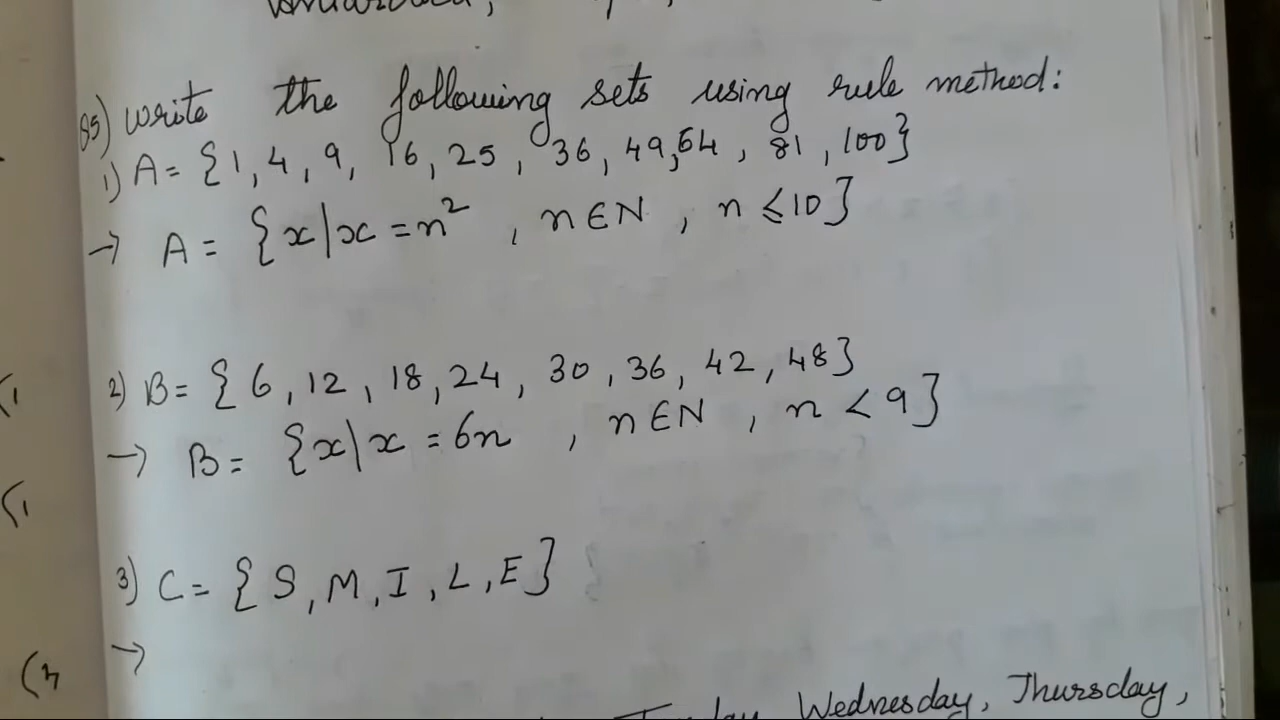 85) Write the following sets using rule method:
1) A = {1, 4, 9, 16, 25, 36, 49, 64, 81, 100}
→ A = {x|x = n², n∈N, n ≤ 10}
2) B = {6, 12, 18, 24, 30, 36, 42, 48}
→ B = {x|x = 6n, n∈N, n < 9}
3) C = {S, M, I, L, E}
→
Wednesday, Thursday,